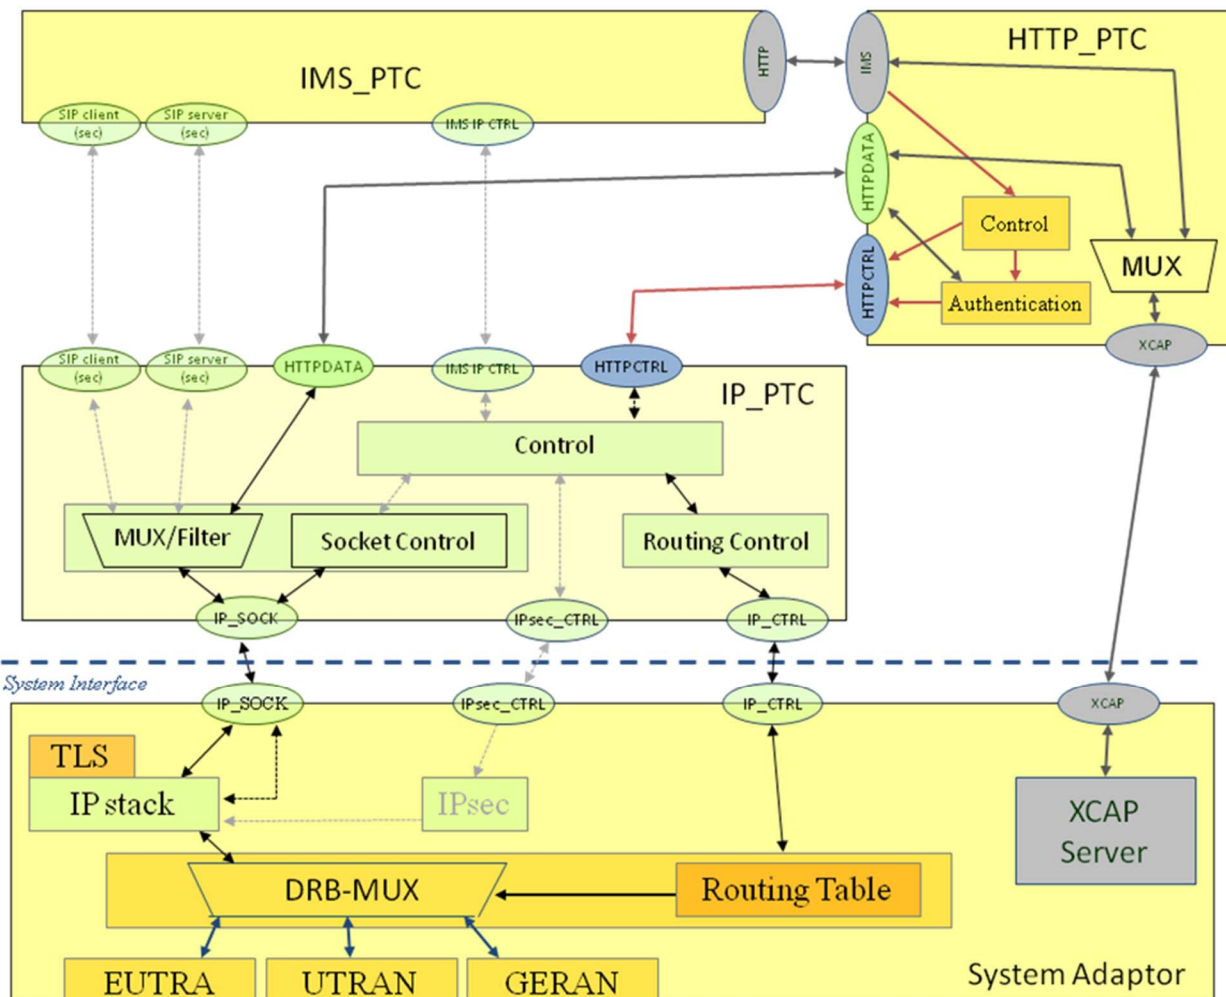 IMS_PTC
HTTP
IMS
HTTP_PTC
SIP client
(sec)
SIP server
(sec)
IMS IP CTRL
HTTPDATA
HTTPCTRL
Control
Authentication
MUX
XCAP
SIP client
(sec)
SIP server
(sec)
HTTPDATA
IMS IP CTRL
HTTPCTRL
IP_PTC
Control
MUX/Filter
Socket Control
Routing Control
IP_SOCK
IPsec_CTRL
IP_CTRL
System Interface
IP_SOCK
IPsec_CTRL
IP_CTRL
XCAP
TLS
IP stack
IPsec
XCAP
Server
DRB-MUX
Routing Table
EUTRA
UTRAN
GERAN
System Adaptor